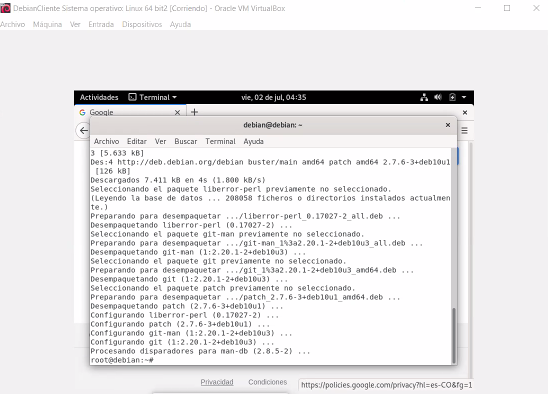 DebianCliente Sistema operativo: Linux 64 bit2 [Corriendo] - Oracle VM VirtualBox
Archivo Máquina Ver Entrada Dispositivos Ayuda
Actividades Terminal vie, 02 de jul, 04:35
Google
debian@debian: ~
Archivo Editar Ver Buscar Terminal Ayuda
3 [5.633 kB]
Des:4 http://deb.debian.org/debian buster/main amd64 patch amd64 2.7.6-3+deb10u1
[126 kB]
Descargados 7.411 kB en 4s (1.800 kB/s)
Seleccionando el paquete liberror-perl previamente no seleccionado.
(Leyendo la base de datos ... 208058 ficheros o directorios instalados actualmen
te.)
Preparando para desempaquetar .../liberror-perl_0.17027-2_all.deb ...
Desempaquetando liberror-perl (0.17027-2) ...
Seleccionando el paquete git-man previamente no seleccionado.
Preparando para desempaquetar .../git-man_1%3a2.20.1-2+deb10u3_all.deb ...
Desempaquetando git-man (1:2.20.1-2+deb10u3) ...
Seleccionando el paquete git previamente no seleccionado.
Preparando para desempaquetar .../git_1%3a2.20.1-2+deb10u3_amd64.deb ...
Desempaquetando git (1:2.20.1-2+deb10u3) ...
Seleccionando el paquete patch previamente no seleccionado.
Preparando para desempaquetar .../patch_2.7.6-3+deb10u1_amd64.deb ...
Desempaquetando patch (2.7.6-3+deb10u1) ...
Configurando liberror-perl (0.17027-2) ...
Configurando patch (2.7.6-3+deb10u1) ...
Configurando git-man (1:2.20.1-2+deb10u3) ...
Configurando git (1:2.20.1-2+deb10u3) ...
Procesando disparadores para man-db (2.8.5-2) ...
root@debian:~#
Privacidad Condiciones
https://policies.google.com/privacy?hl=es-CO&fg=1